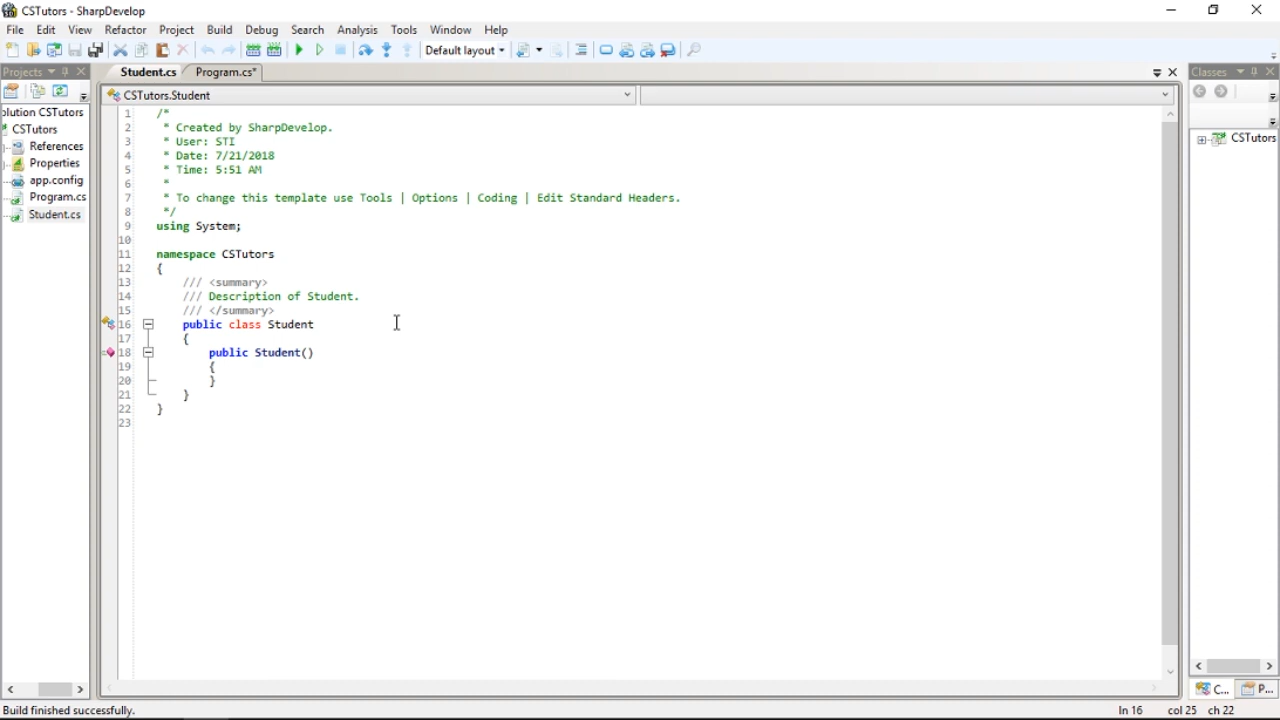 CSTutors - SharpDevelop
File Edit View Refactor Project Build Debug Search Analysis Tools Window Help
Default layout
Projects
Student.cs
Program.cs*
Classes
CSTutors.Student
olution CSTutors
CSTutors
References
Properties
app.config
Program.cs
Student.cs
1 /*
2 * Created by SharpDevelop.
3 * User: STI
4 * Date: 7/21/2018
5 * Time: 5:51 AM
6 *
7 * To change this template use Tools | Options | Coding | Edit Standard Headers.
8 */
9 using System;
10
11 namespace CSTutors
12 {
13 /// <summary>
14 /// Description of Student.
15 /// </summary>
16 public class Student
17 {
18 public Student()
19 {
20 }
21 }
22 }
23
CSTutors
C...
P...
Build finished successfully.
ln 16 col 25 ch 22